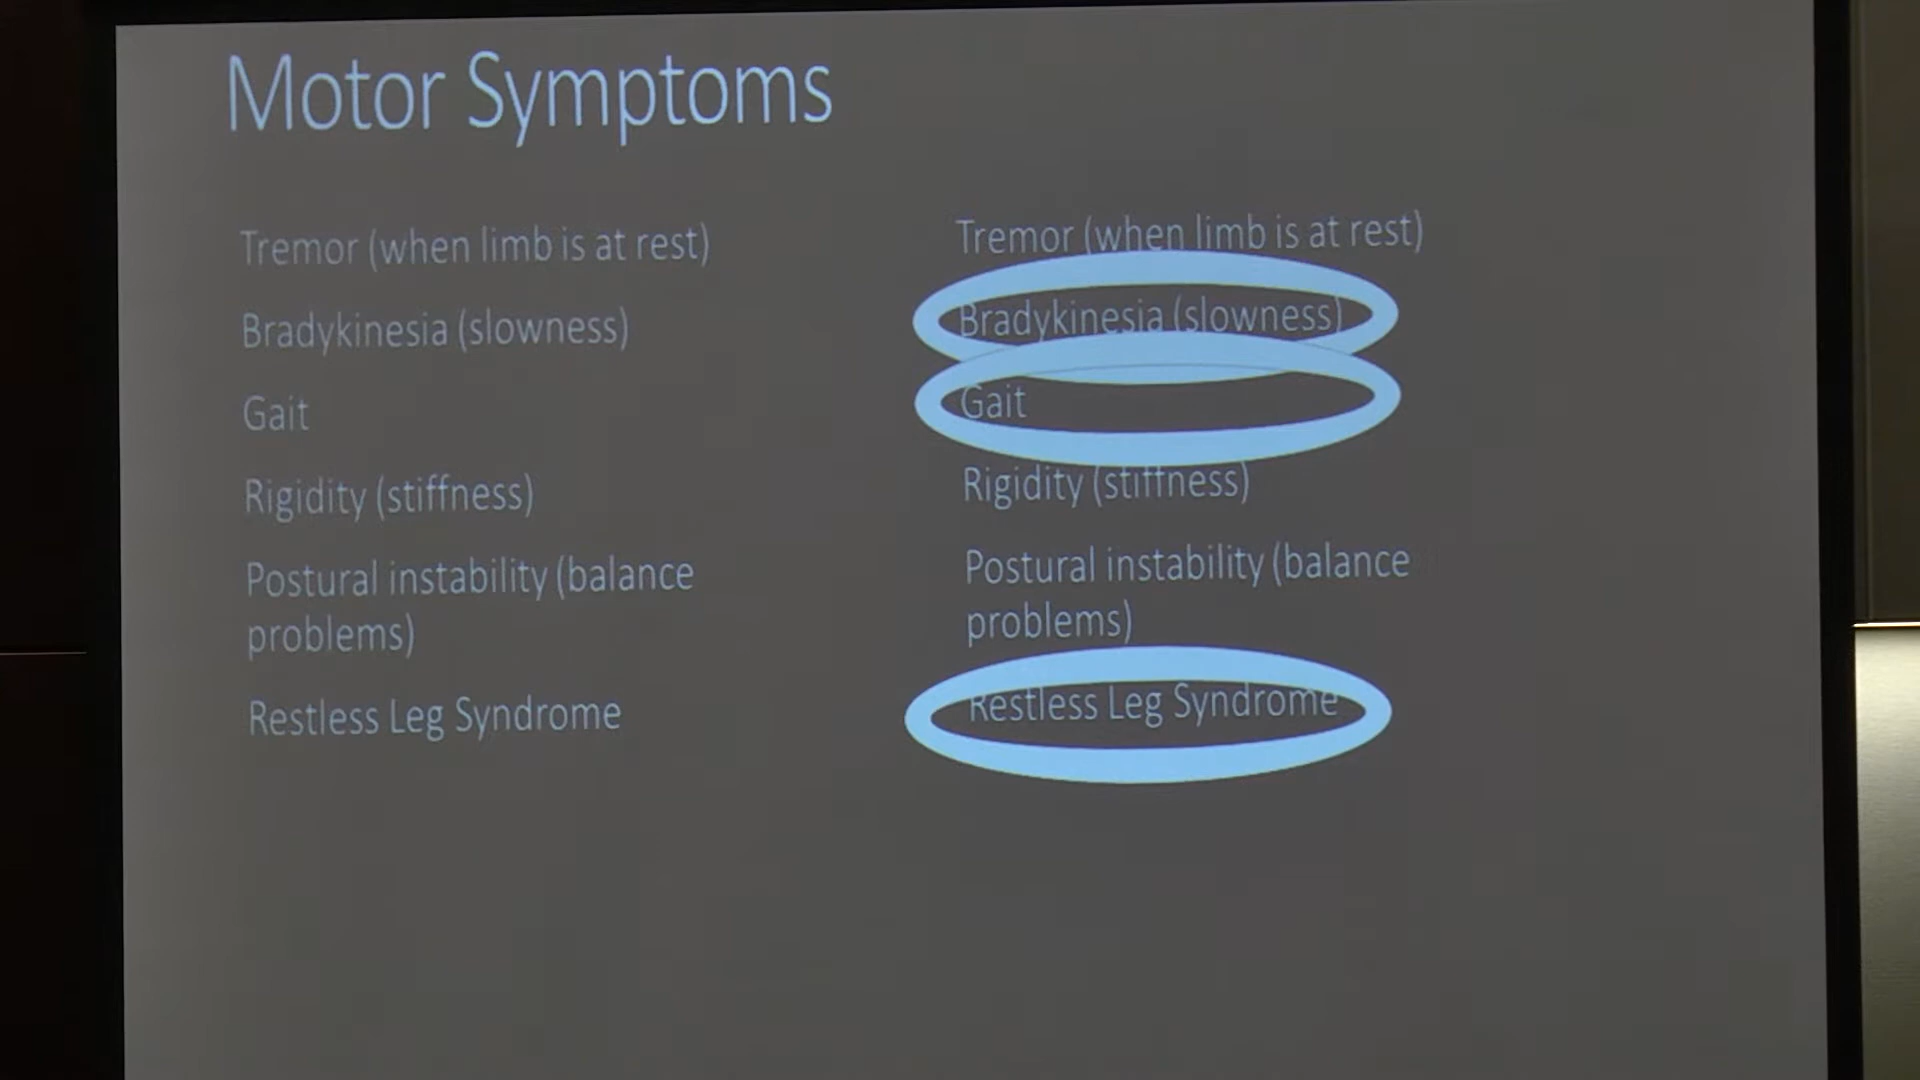 Motor Symptoms
Tremor (when limb is at rest)
Bradykinesia (slowness)
Gait
Rigidity (stiffness)
Postural instability (balance
problems)
Restless Leg Syndrome
Tremor (when limb is at rest)
Bradykinesia (slowness)
Gait
Rigidity (stiffness)
Postural instability (balance
problems)
Restless Leg Syndrome